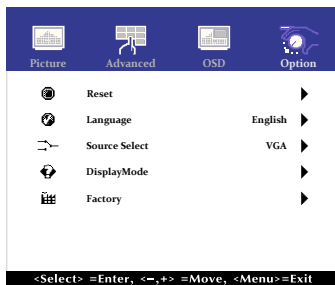 Picture Advanced OSD Option
Reset
Language English
Source Select VGA
DisplayMode
Factory
<Select> =Enter, <−,+> =Move, <Menu>=Exit